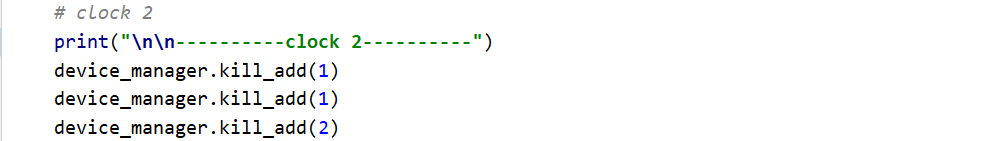 # clock 2
print("\n\n----------clock 2----------")
device_manager.kill_add(1)
device_manager.kill_add(1)
device_manager.kill_add(2)